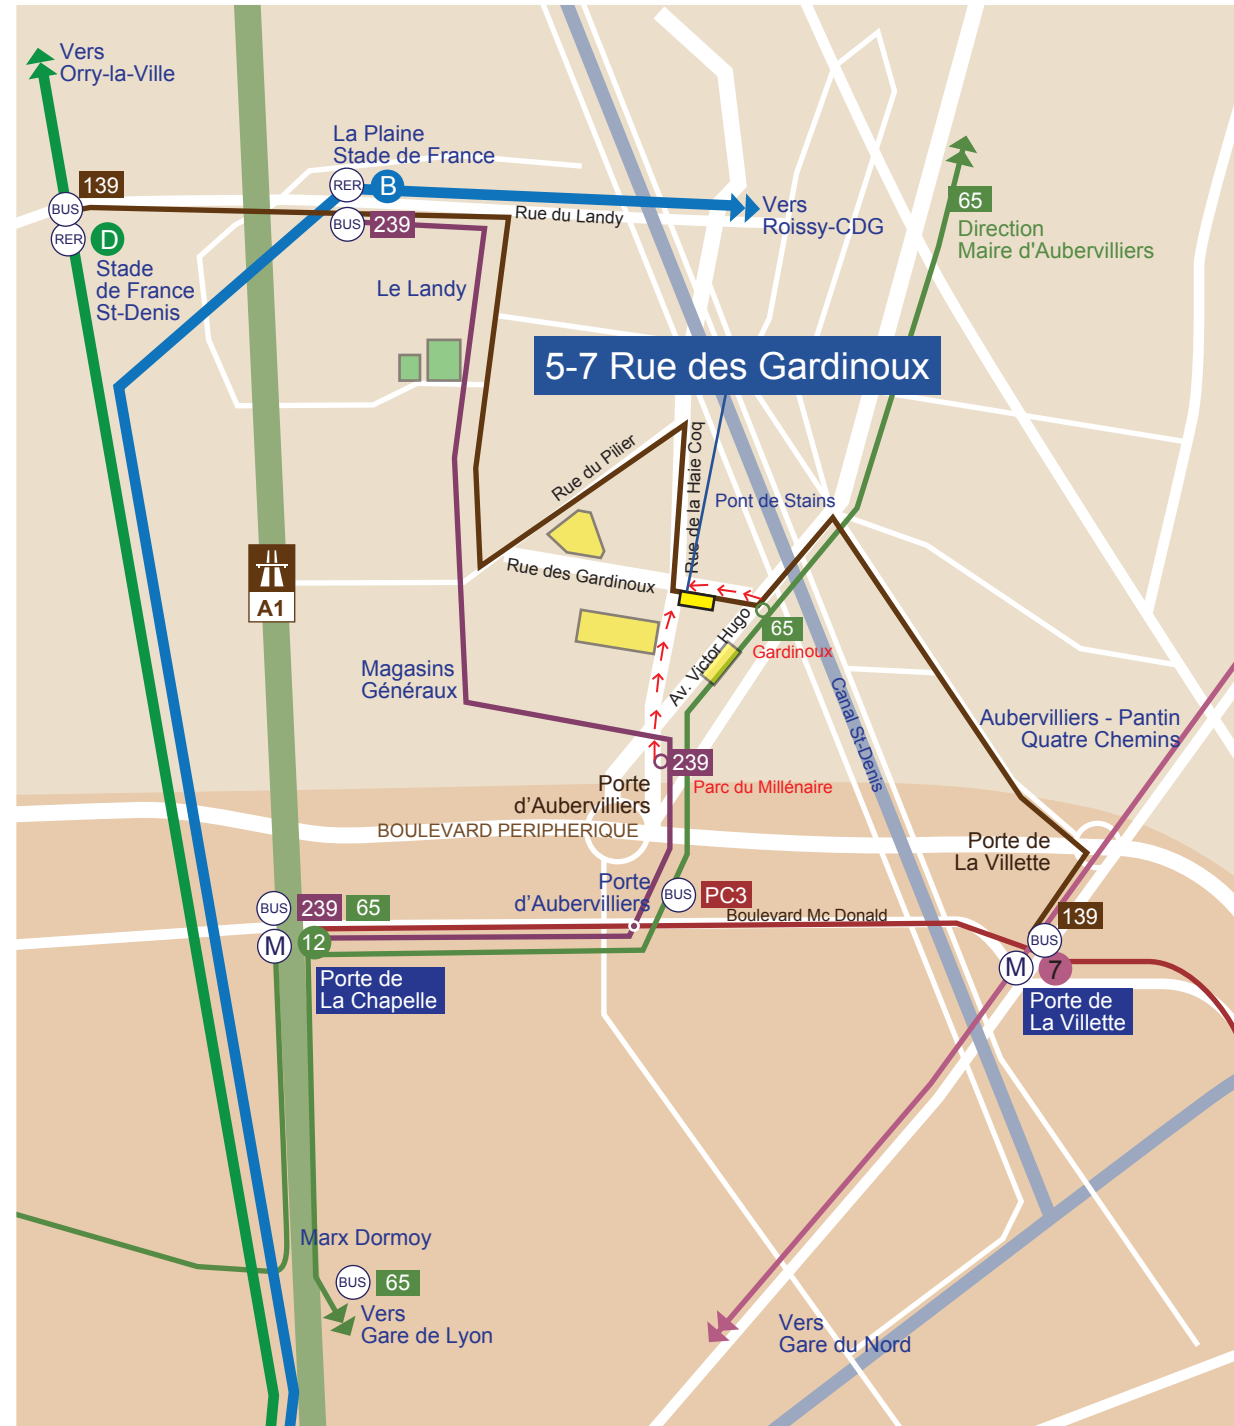 Vers
Orry-la-Ville
La Plaine
Stade de France
139
RER
B
BUS
BUS
239
Rue du Landy
Vers
Roissy-CDG
65
Direction
Maire d'Aubervilliers
RER
D
Stade
de France
St-Denis
Le Landy
5-7 Rue des Gardinoux
Rue du Pilier
Rue de la Haie Coq
Pont de Stains
A1
Rue des Gardinoux
65
Gardinoux
Av. Victor Hugo
Magasins
Généraux
Canal St-Denis
Aubervilliers - Pantin
Quatre Chemins
239
Parc du Millénaire
Porte
d’Aubervilliers
BOULEVARD PERIPHERIQUE
Porte de
La Villette
Porte
d'Aubervilliers
BUS
PC3
BUS
239
65
Boulevard Mc Donald
139
BUS
M
12
M
7
Porte de
La Chapelle
Porte de
La Villette
Marx Dormoy
BUS
65
Vers
Gare de Lyon
Vers
Gare du Nord